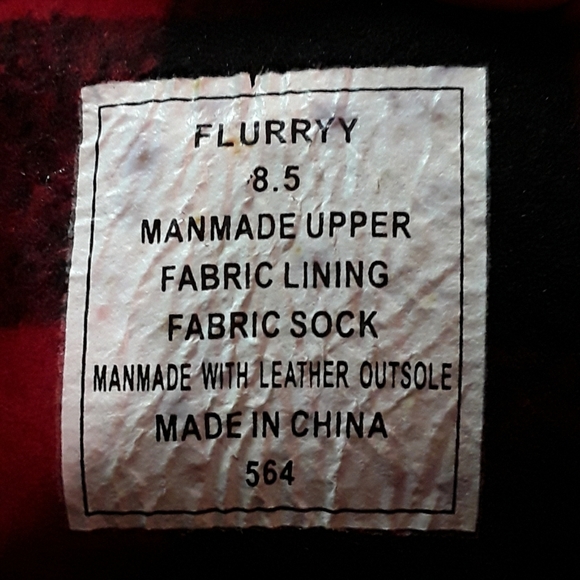 FLURRYY
8.5
MANMADE UPPER
FABRIC LINING
FABRIC SOCK
MANMADE WITH LEATHER OUTSOLE
MADE IN CHINA
564